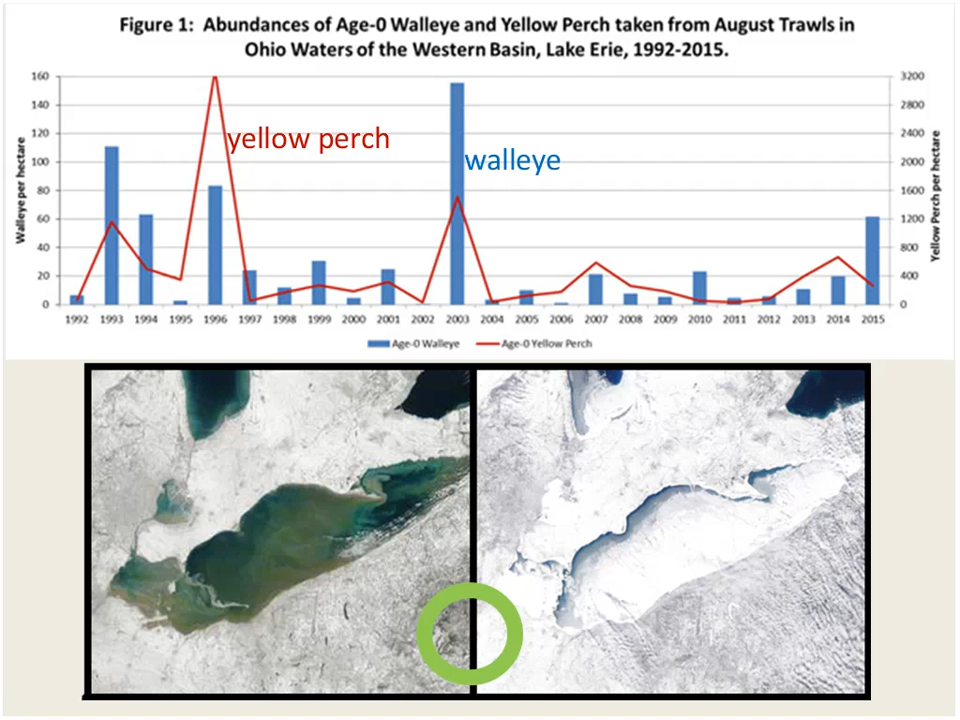 Figure 1: Abundances of Age-0 Walleye and Yellow Perch taken from August Trawls in
Ohio Waters of the Western Basin, Lake Erie, 1992-2015.
Walleye per hectare
160
140
120
100
80
60
40
20
0
yellow perch
walleye
3200
2800
2400
2000
1600
1200
800
400
0
Yellow Perch per hectare
1992 1993 1994 1995 1996 1997 1998 1999 2000 2001 2002 2003 2004 2005 2006 2007 2008 2009 2010 2011 2012 2013 2014 2015
Age-0 Walleye Age-0 Yellow Perch